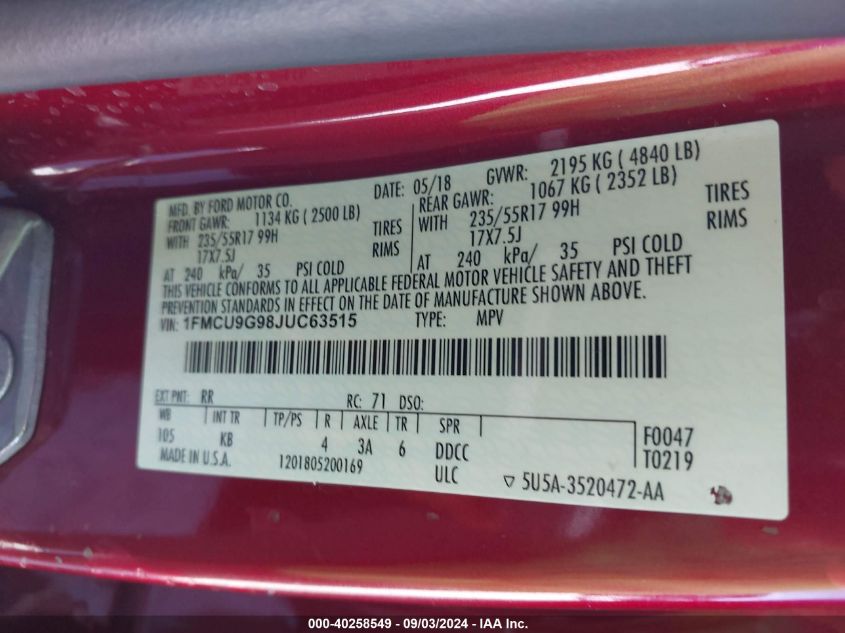 MFD. BY FORD MOTOR CO.
DATE: 05/18 GVWR: 2195 KG ( 4840 LB)
FRONT GAWR: 1134 KG ( 2500 LB)
REAR GAWR: 1067 KG ( 2352 LB)
WITH 235/55R17 99H TIRES
WITH 235/55R17 99H TIRES
17X7.5J RIMS
17X7.5J RIMS
AT 240 kPa/ 35 PSI COLD
AT 240 kPa/ 35 PSI COLD
THIS VEHICLE CONFORMS TO ALL APPLICABLE FEDERAL MOTOR VEHICLE SAFETY AND THEFT
PREVENTION STANDARDS IN EFFECT ON THE DATE OF MANUFACTURE SHOWN ABOVE.
VIN: 1FMCU9G98JUC63515 TYPE: MPV
EXT PNT: RR RC: 71 DSO:
WB INT TR TP/PS R AXLE TR SPR
105 KB 4 3A 6 DDCC
F0047
T0219
MADE IN U.S.A. 1201805200169 ULC
5U5A-3520472-AA
000-40258549 - 09/03/2024 - IAA Inc.